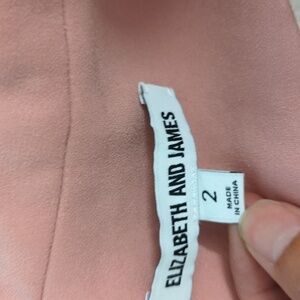 ELIZABETH AND JAMES
2
MADE
IN CHINA